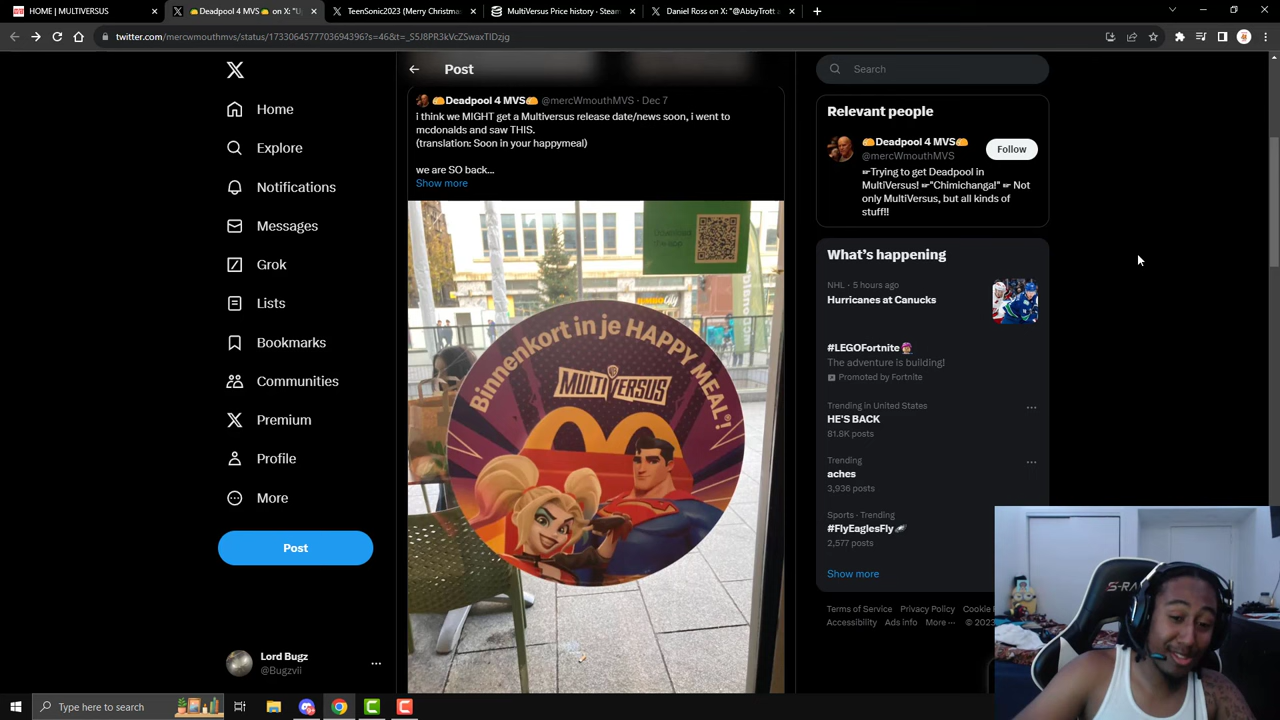 HOME | MULTIVERSUS
🌮Deadpool 4 MVS🌮 on X: "U
TeenSonic2023 (Merry Christma
MultiVersus Price history · Steam
Daniel Ross on X: "@AbbyTrott
twitter.com/mercwmouthmvs/status/1733064577703694396?s=46&t=_S5J8PR3kVcZSwaxTIDzjg
Home
Explore
Notifications
Messages
Grok
Lists
Bookmarks
Communities
Premium
Profile
More
Post
Lord Bugz
@Bugzvii
Post
🌮Deadpool 4 MVS🌮 @mercWmouthMVS · Dec 7
i think we MIGHT get a Multiversus release date/news soon, i went to
mcdonalds and saw THIS.
(translation: Soon in your happymeal)
we are SO back...
Show more
JUMBO City
Binnenkort in je HAPPY MEAL!
MULTIVERSUS
Search
Relevant people
🌮Deadpool 4 MVS🌮
@mercWmouthMVS
Follow
☛Trying to get Deadpool in
MultiVersus! ☛"Chimichanga!" ☛ Not
only MultiVersus, but all kinds of
stuff!!
What's happening
NHL · 5 hours ago
Hurricanes at Canucks
#LEGOFortnite
The adventure is building!
Promoted by Fortnite
Trending in United States
HE'S BACK
81.8K posts
Trending
aches
3,936 posts
Sports · Trending
#FlyEaglesFly
2,577 posts
Show more
Terms of Service Privacy Policy Cookie
Accessibility Ads info More ··· © 2023
S-RA
Type here to search